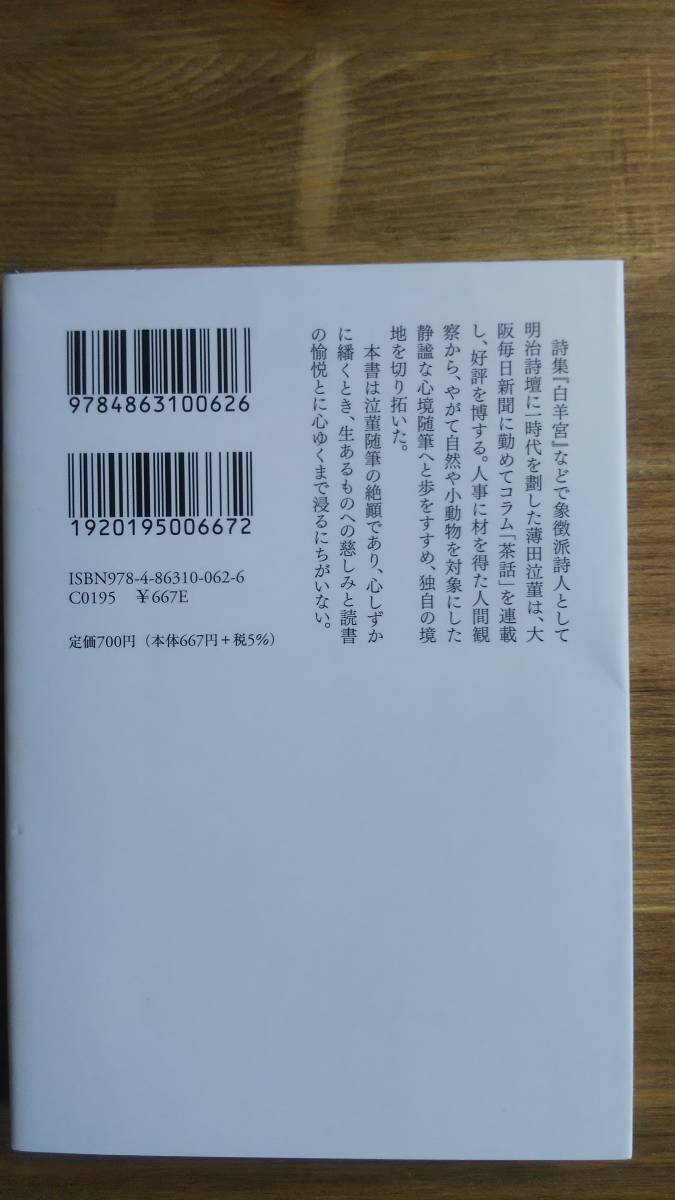 詩集『白羊宮』などで象徴派詩人として
明治詩壇に一時代を劃した薄田泣菫は、大
阪毎日新聞に勤めてコラム「茶話」を連載
し、好評を博する。人事に材を得た人間観
察から、やがて自然や小動物を対象にした
静謐な心境随筆へと歩をすすめ、独自の境
地を切り拓いた。
本書は泣菫随筆の絶顚であり、心しずか
に繙くとき、生あるものへの慈しみと読書
の愉悦とに心ゆくまで浸るにちがいない。
9784863100626
1920195006672
ISBN978-4-86310-062-6
C0195 ¥667E
定価700円（本体667円+税5%）